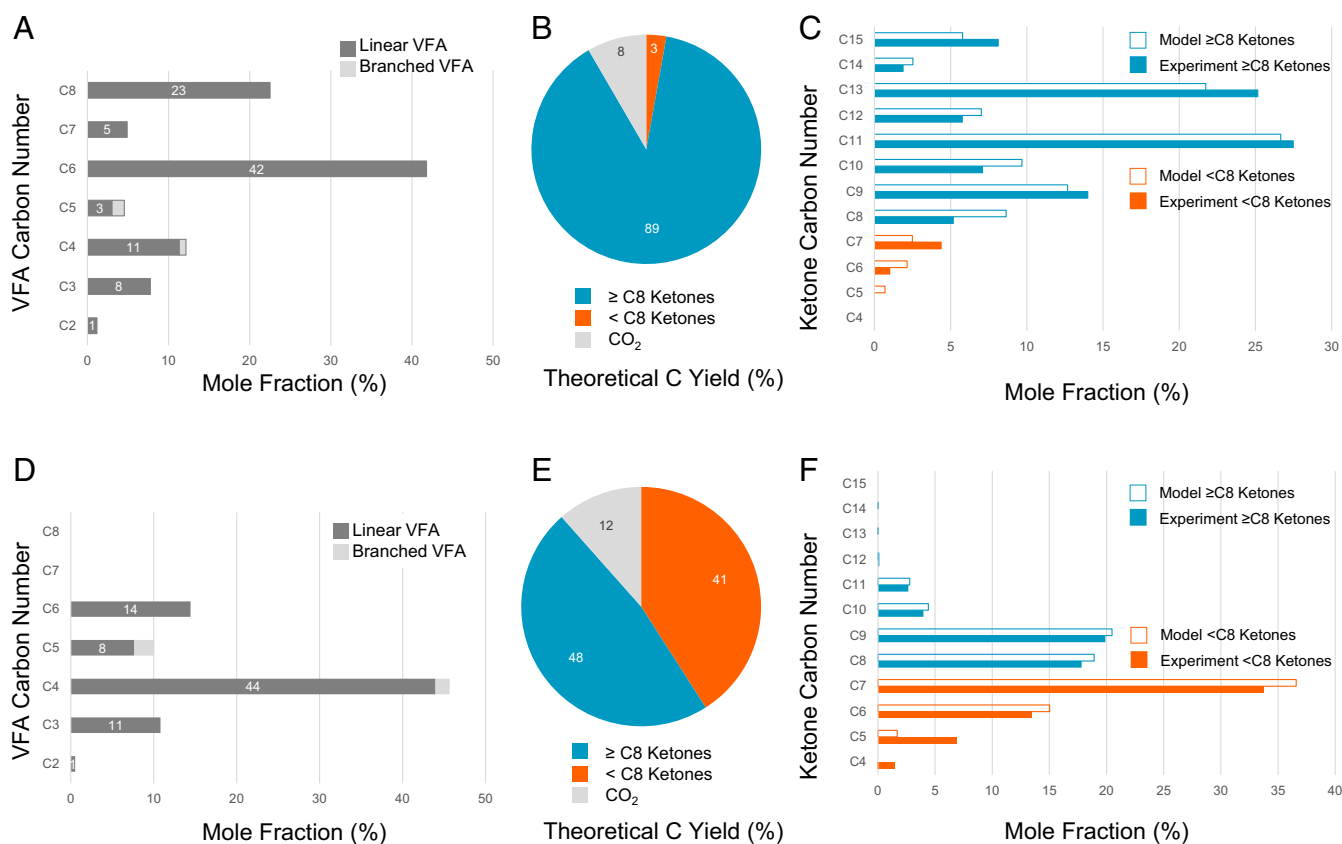 A
Linear VFA
Branched VFA
VFA Carbon Number
C8
23
C7
5
C6
42
C5
3
C4
11
C3
8
C2
1
0
10
20
30
40
50
Mole Fraction (%)
B
8
3
89
≥ C8 Ketones
< C8 Ketones
CO2
Theoretical C Yield (%)
C
Ketone Carbon Number
C15
C14
C13
C12
C11
C10
C9
C8
C7
C6
C5
C4
Model ≥C8 Ketones
Experiment ≥C8 Ketones
Model <C8 Ketones
Experiment <C8 Ketones
0
5
10
15
20
25
30
Mole Fraction (%)
D
Linear VFA
Branched VFA
VFA Carbon Number
C8
C7
C6
14
C5
8
C4
44
C3
11
C2
1
0
10
20
30
40
50
Mole Fraction (%)
E
12
41
48
≥ C8 Ketones
< C8 Ketones
CO2
Theoretical C Yield (%)
F
Ketone Carbon Number
C15
C14
C13
C12
C11
C10
C9
C8
C7
C6
C5
C4
Model ≥C8 Ketones
Experiment ≥C8 Ketones
Model <C8 Ketones
Experiment <C8 Ketones
0
5
10
15
20
25
30
35
40
Mole Fraction (%)